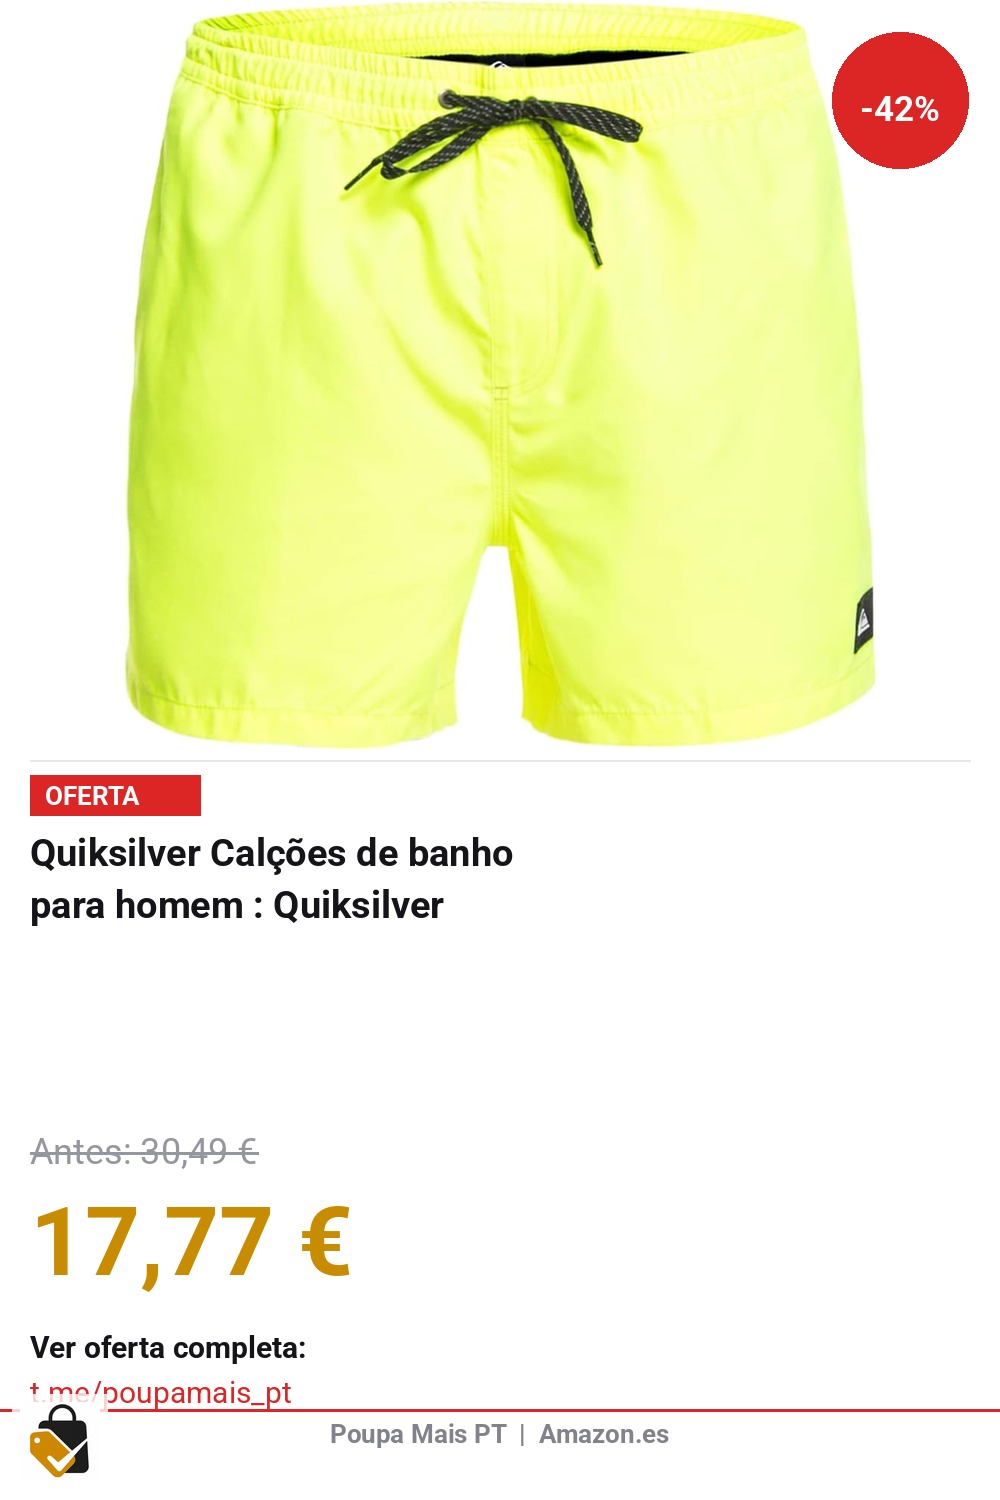 -42%
OFERTA
Quiksilver Calções de banho
para homem : Quiksilver
Antes: 30,49 €
17,77 €
Ver oferta completa:
t.me/poupamais_pt
Poupa Mais PT | Amazon.es